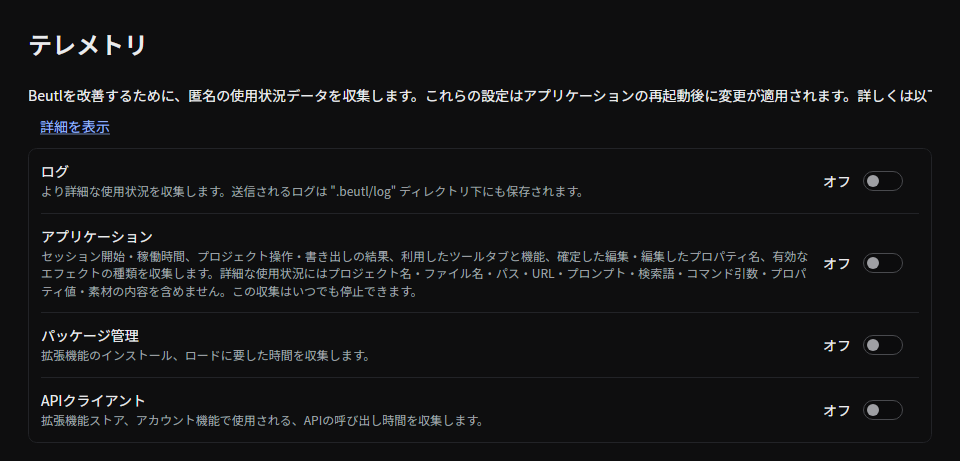 テレメトリ
Beutlを改善するために、匿名の使用状況データを収集します。これらの設定はアプリケーションの再起動後に変更が適用されます。詳しくは以
詳細を表示
ログ
より詳細な使用状況を収集します。送信されるログは ".beutl/log" ディレクトリ下にも保存されます。
オフ
アプリケーション
セッション開始・稼働時間、プロジェクト操作・書き出しの結果、利用したツールタブと機能、確定した編集・編集したプロパティ名、有効な
エフェクトの種類を収集します。詳細な使用状況にはプロジェクト名・ファイル名・パス・URL・プロンプト・検索語・コマンド引数・プロパ
ティ値・素材の内容を含めません。この収集はいつでも停止できます。
オフ
パッケージ管理
拡張機能のインストール、ロードに要した時間を収集します。
オフ
APIクライアント
拡張機能ストア、アカウント機能で使用される、APIの呼び出し時間を収集します。
オフ